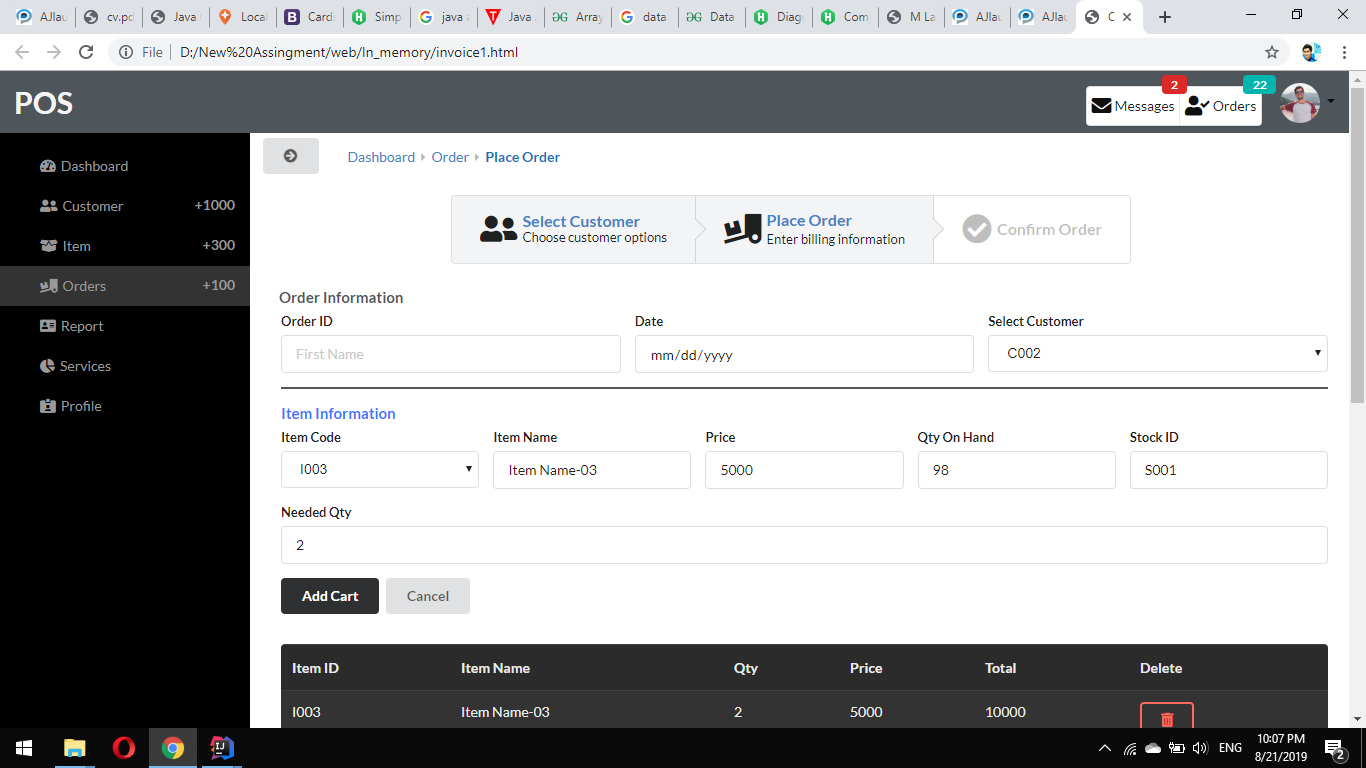 AJlau cv.pd Java Local Card Simp java a Java Array data Data Diag Com M La AJlau AJlau C
File D:/New%20Assingment/web/In_memory/invoice1.html
POS
2 22
Messages Orders
Dashboard
Customer +1000
Item +300
Orders +100
Report
Services
Profile
Dashboard Order Place Order
Select Customer
Choose customer options
Place Order
Enter billing information
Confirm Order
Order Information
Order ID Date Select Customer
First Name mm/dd/yyyy C002
Item Information
Item Code Item Name Price Qty On Hand Stock ID
I003 Item Name-03 5000 98 S001
Needed Qty
2
Add Cart Cancel
Item ID Item Name Qty Price Total Delete
I003 Item Name-03 2 5000 10000
ENG 10:07 PM
8/21/2019 2